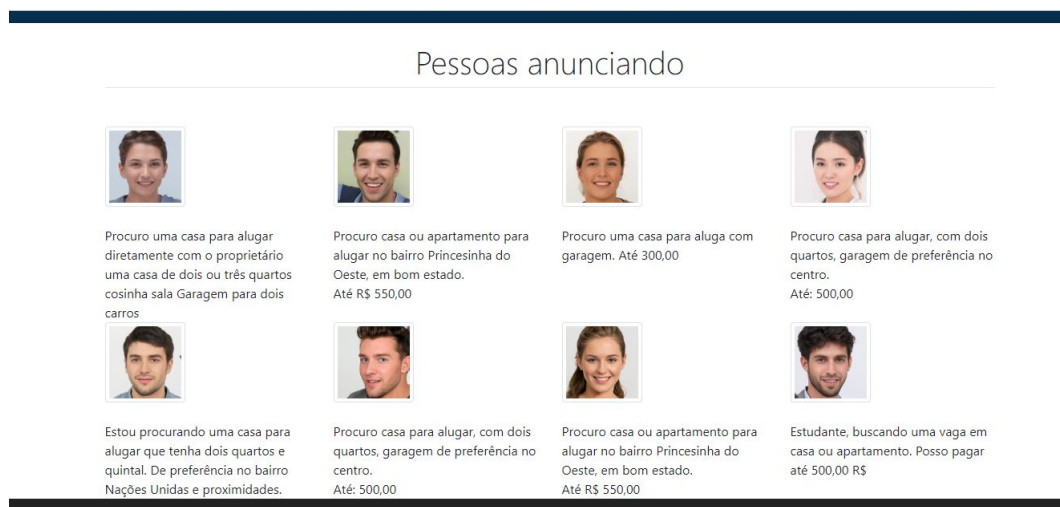 Pessoas anunciando
Procuro uma casa para alugar
diretamente com o proprietário
uma casa de dois ou três quartos
cosinha sala Garagem para dois
carros
Procuro casa ou apartamento para
alugar no bairro Princesinha do
Oeste, em bom estado.
Até R$ 550,00
Procuro uma casa para aluga com
garagem. Até 300,00
Procuro casa para alugar, com dois
quartos, garagem de preferência no
centro.
Até: 500,00
Estou procurando uma casa para
alugar que tenha dois quartos e
quintal. De preferência no bairro
Nações Unidas e proximidades.
Procuro casa para alugar, com dois
quartos, garagem de preferência no
centro.
Até: 500,00
Procuro casa ou apartamento para
alugar no bairro Princesinha do
Oeste, em bom estado.
Até R$ 550,00
Estudante, buscando uma vaga em
casa ou apartamento. Posso pagar
até 500,00 R$